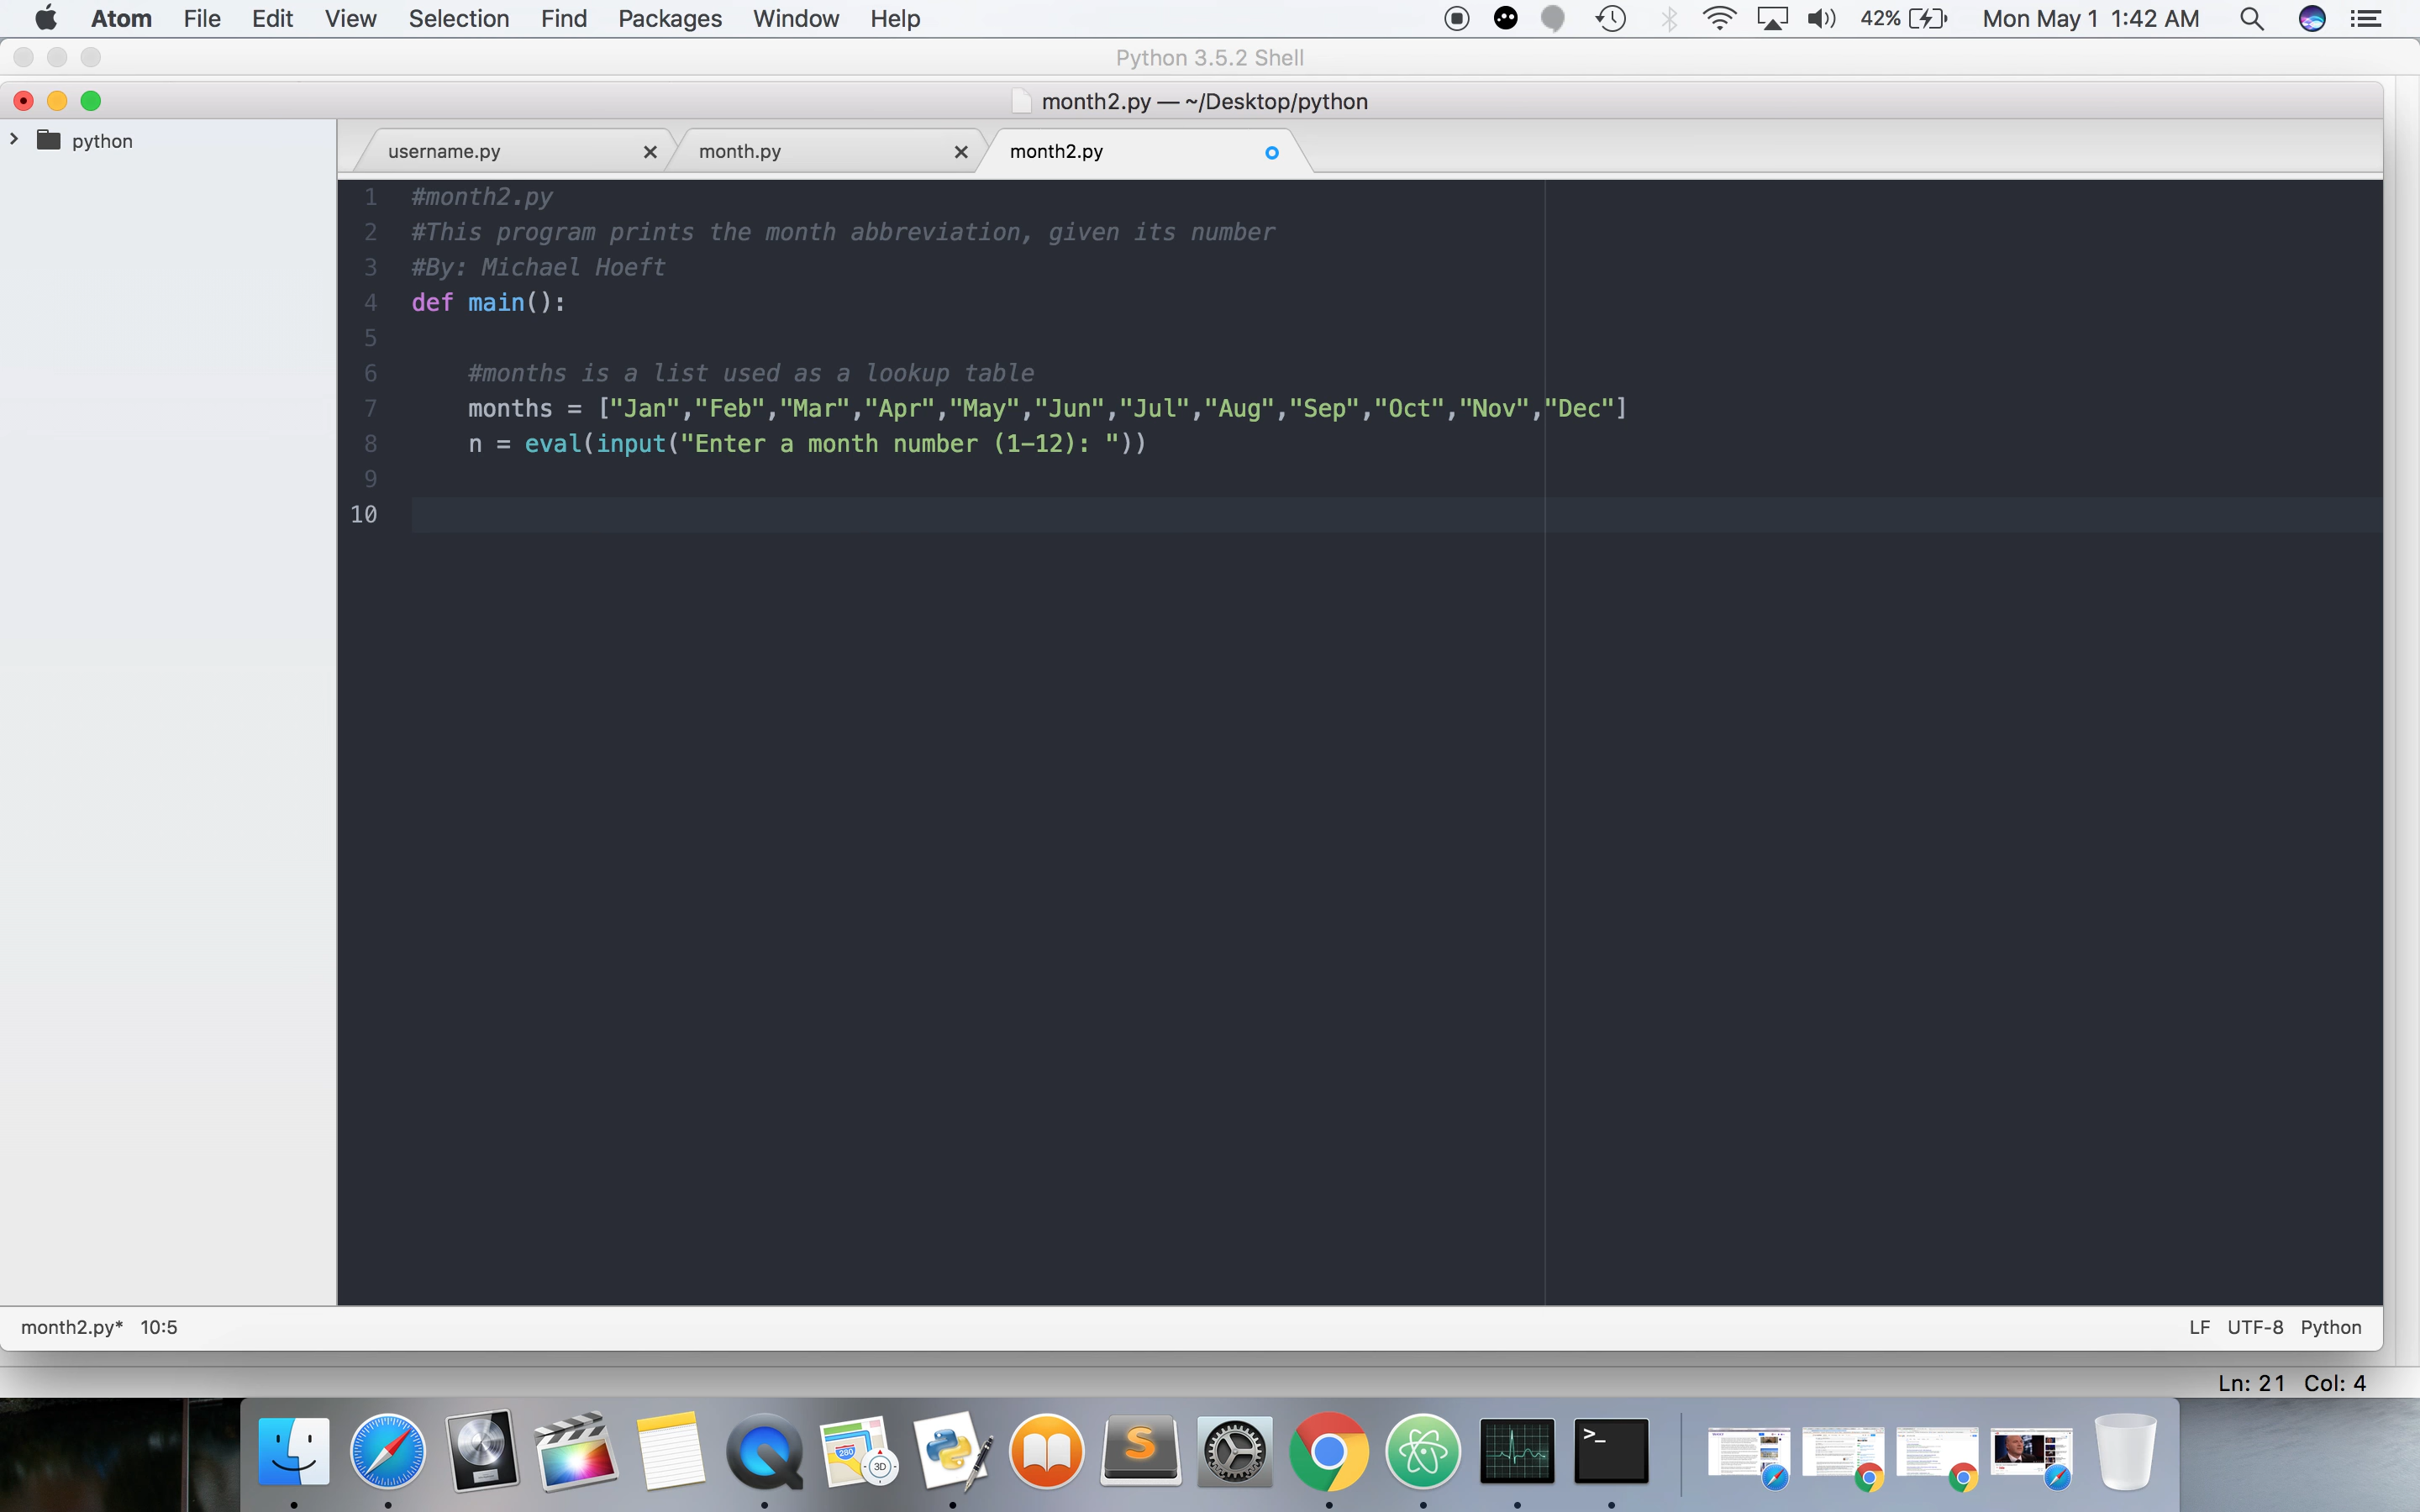 Atom File Edit View Selection Find Packages Window Help 42% Mon May 1 1:42 AM
Python 3.5.2 Shell
month2.py — ~/Desktop/python
python
username.py month.py month2.py
1 #month2.py
2 #This program prints the month abbreviation, given its number
3 #By: Michael Hoeft
4 def main():
5
6 #months is a list used as a lookup table
7 months = ["Jan","Feb","Mar","Apr","May","Jun","Jul","Aug","Sep","Oct","Nov","Dec"]
8 n = eval(input("Enter a month number (1-12): "))
9
10
month2.py* 10:5 LF UTF-8 Python
Ln: 21 Col: 4
280
3D
S
>_